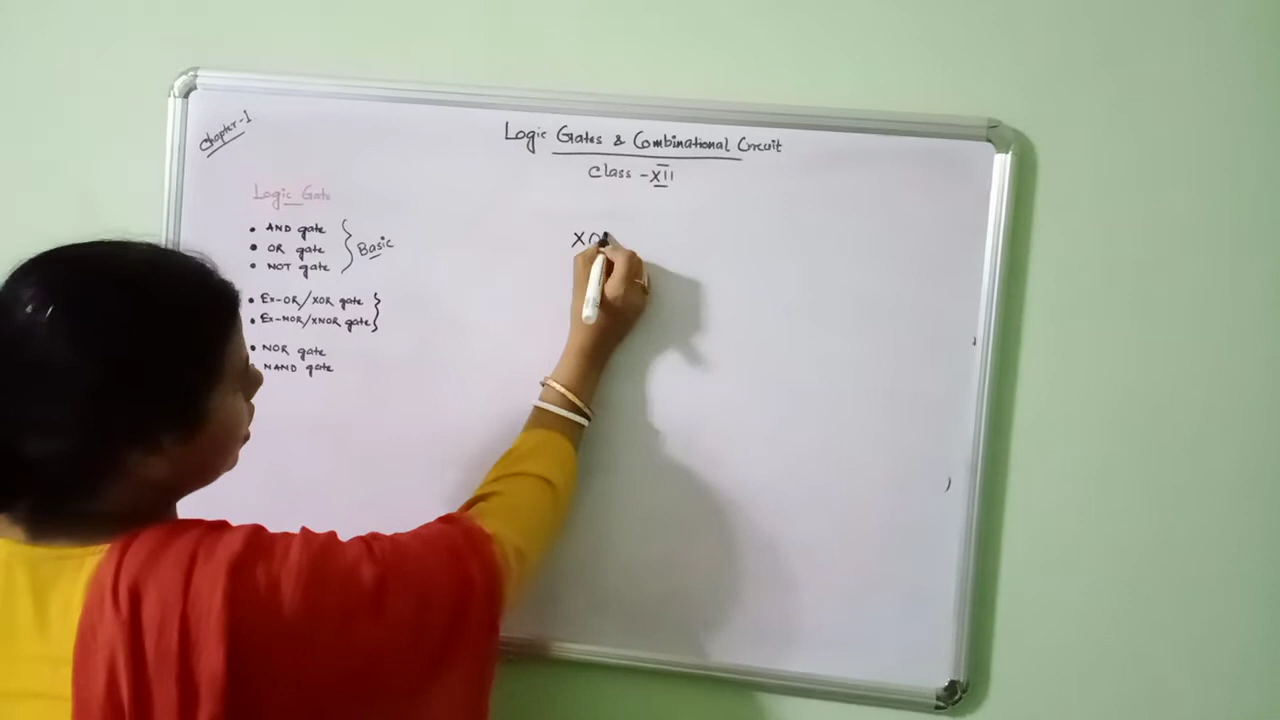 Chapter-1
Logic Gates & Combinational Circuit
Class - XII
Logic Gate
• AND gate
• OR gate
• NOT gate
Basic
• Ex-OR/XOR gate
• Ex-NOR/XNOR gate
• NOR gate
• NAND gate
XO